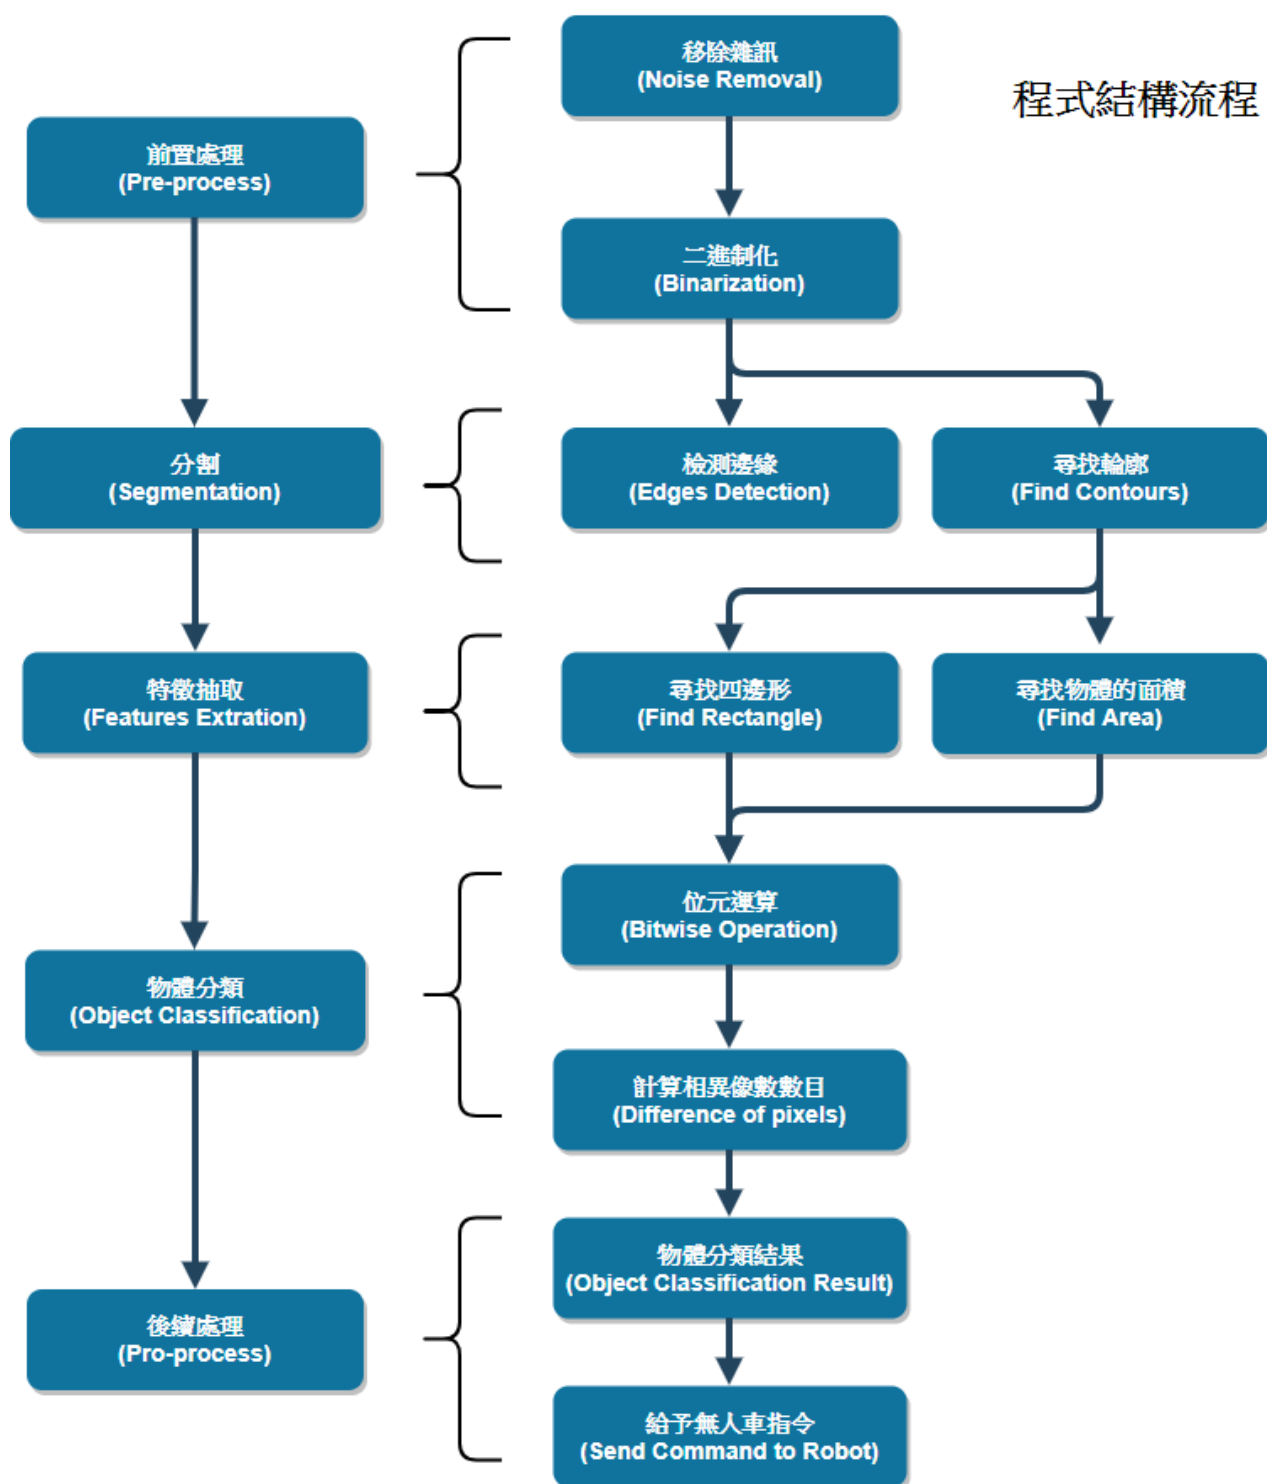 程式結構流程
前置處理
(Pre-process)
移除雜訊
(Noise Removal)
二進制化
(Binarization)
分割
(Segmentation)
檢測邊緣
(Edges Detection)
尋找輪廓
(Find Contours)
特徵抽取
(Features Extration)
尋找四邊形
(Find Rectangle)
尋找物體的面積
(Find Area)
物體分類
(Object Classification)
位元運算
(Bitwise Operation)
計算相異像數數目
(Difference of pixels)
後續處理
(Pro-process)
物體分類結果
(Object Classification Result)
給予無人車指令
(Send Command to Robot)